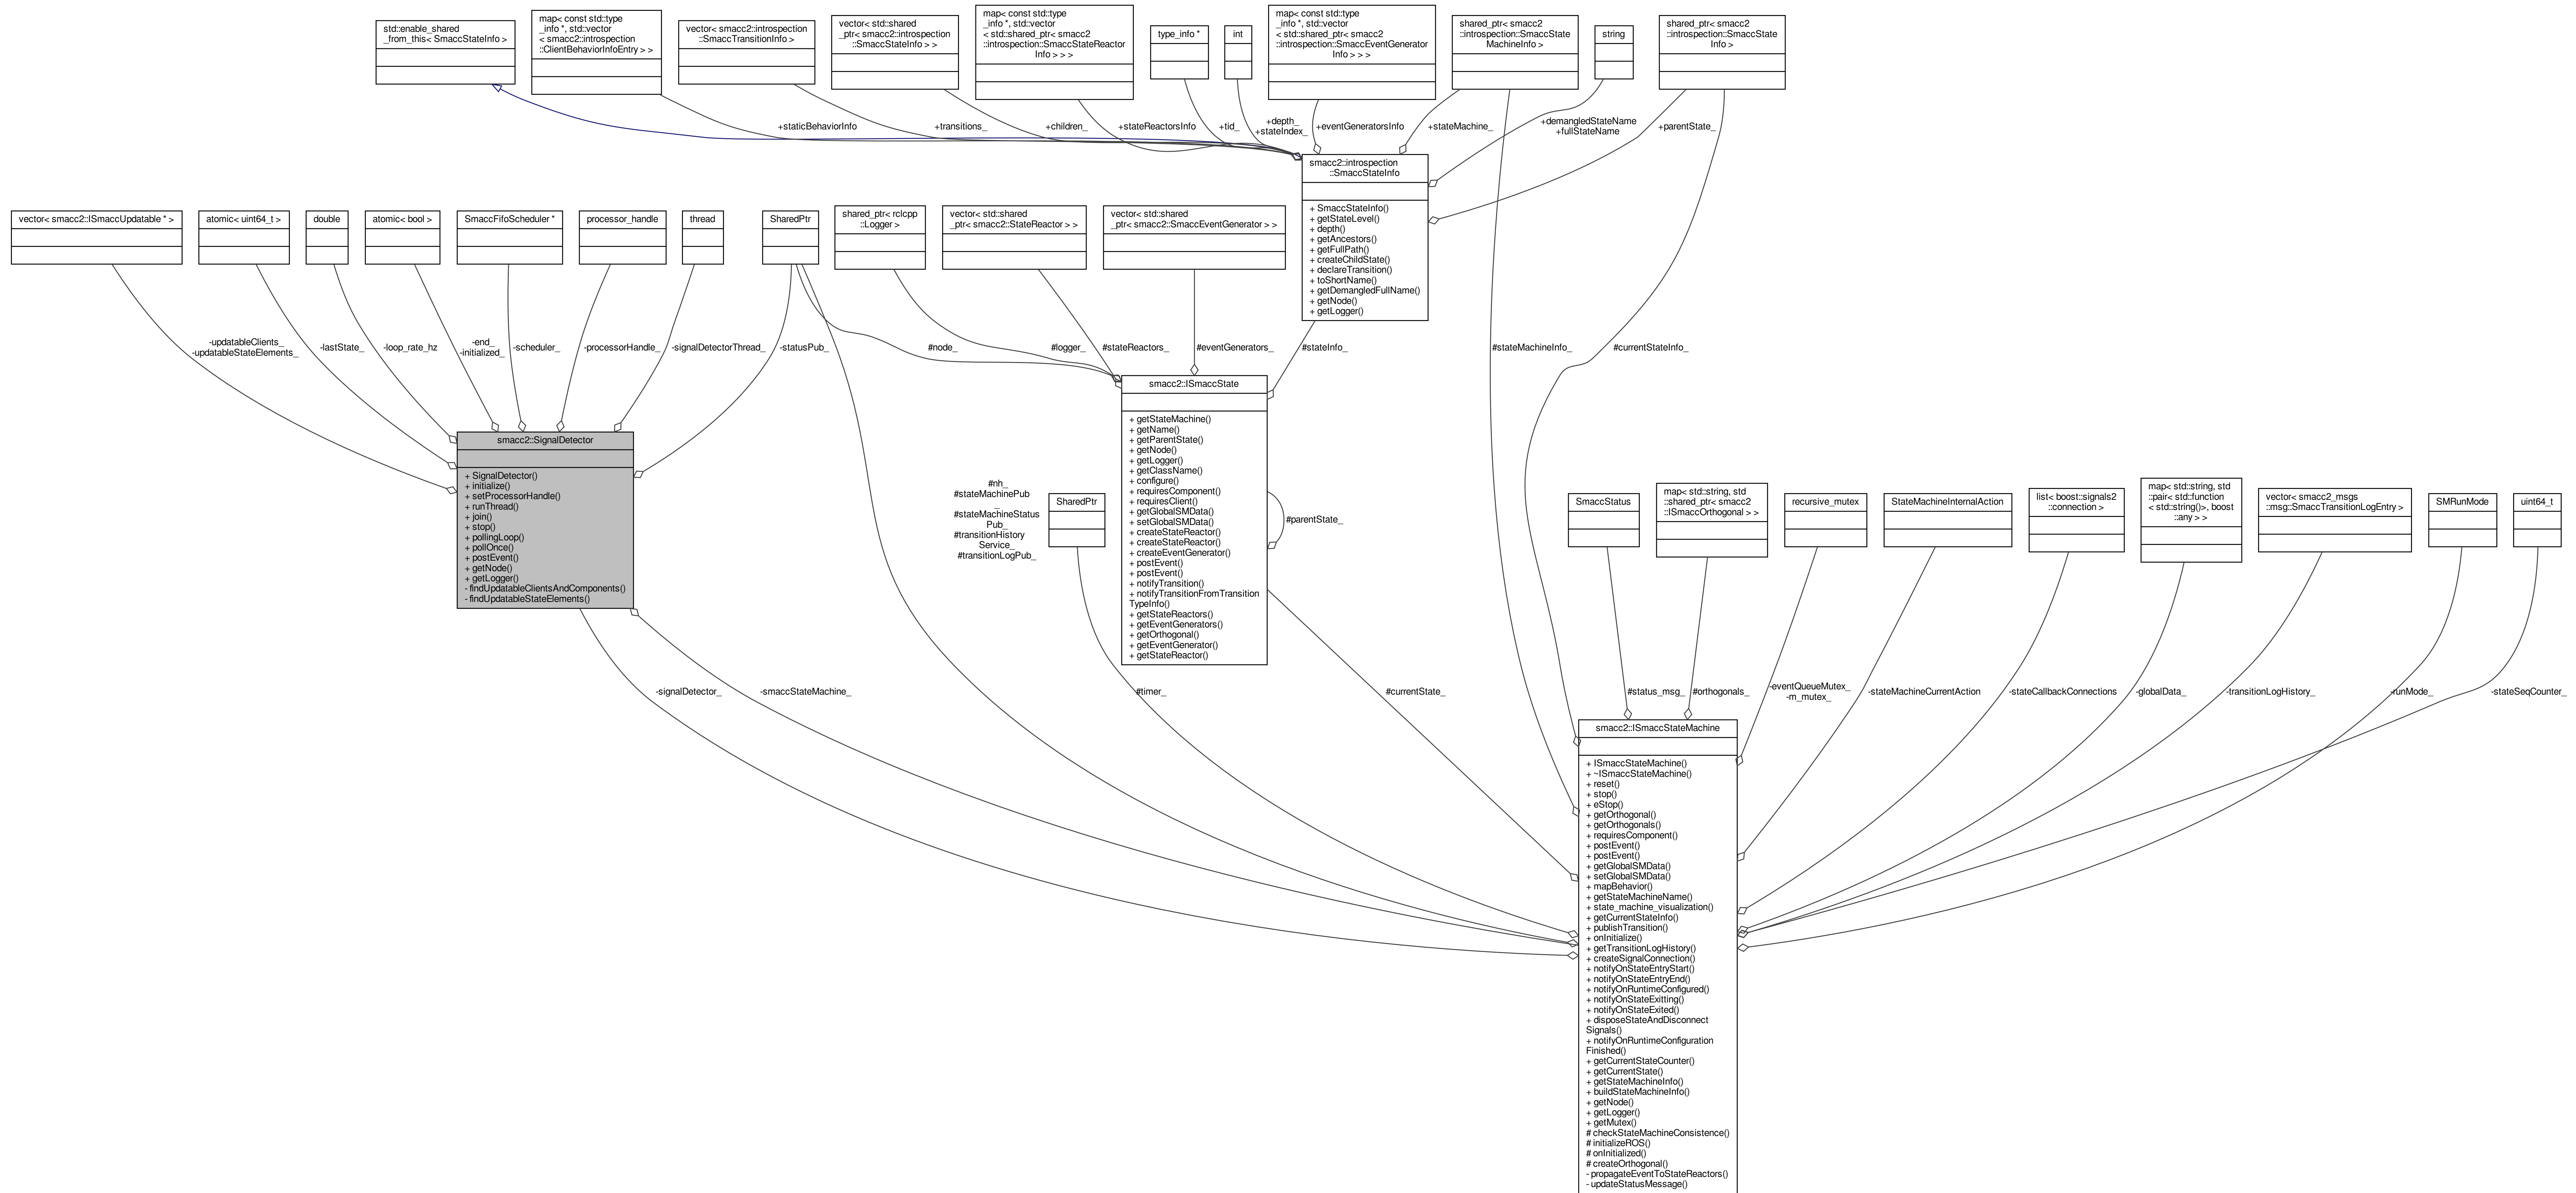 std::enable_shared
_from_this< SmaccStateInfo >
map< const std::type
_info *, std::vector
< smacc2::introspection
::ClientBehaviorInfoEntry > >
vector< smacc2::introspection
::SmaccTransitionInfo >
vector< std::shared
_ptr< smacc2::introspection
::SmaccStateInfo > >
map< const std::type
_info *, std::vector
< std::shared_ptr< smacc2
::introspection::SmaccStateReactor
Info > > >
type_info *
int
map< const std::type
_info *, std::vector
< std::shared_ptr< smacc2
::introspection::SmaccEventGenerator
Info > > >
shared_ptr< smacc2
::introspection::SmaccState
MachineInfo >
string
shared_ptr< smacc2
::introspection::SmaccState
Info >
+staticBehaviorInfo
+transitions_
+children_
+stateReactorsInfo
+tid_
+depth_
+stateIndex_
+eventGeneratorsInfo
+stateMachine_
+demangledStateName
+fullStateName
+parentState_
smacc2::introspection
::SmaccStateInfo
+ SmaccStateInfo()
+ getStateLevel()
+ depth()
+ getAncestors()
+ getFullPath()
+ createChildState()
+ declareTransition()
+ toShortName()
+ getDemangledFullName()
+ getNode()
+ getLogger()
vector< smacc2::ISmaccUpdatable * >
atomic< uint64_t >
double
atomic< bool >
SmaccFifoScheduler *
processor_handle
thread
SharedPtr
shared_ptr< rclcpp
::Logger >
vector< std::shared
_ptr< smacc2::StateReactor > >
vector< std::shared
_ptr< smacc2::SmaccEventGenerator > >
-updatableClients_
-updatableStateElements_
-lastState_
-loop_rate_hz
-end_
-initialized_
-scheduler_
-processorHandle_
-signalDetectorThread_
-statusPub_
#node_
#logger_
#stateReactors_
#eventGenerators_
#stateInfo_
#stateMachineInfo_
#currentStateInfo_
smacc2::SignalDetector
+ SignalDetector()
+ initialize()
+ setProcessorHandle()
+ runThread()
+ join()
+ stop()
+ pollingLoop()
+ pollOnce()
+ postEvent()
+ getNode()
+ getLogger()
- findUpdatableClientsAndComponents()
- findUpdatableStateElements()
smacc2::ISmaccState
+ getStateMachine()
+ getName()
+ getParentState()
+ getNode()
+ getLogger()
+ getClassName()
+ configure()
+ requiresComponent()
+ requiresClient()
+ getGlobalSMData()
+ setGlobalSMData()
+ createStateReactor()
+ createStateReactor()
+ createEventGenerator()
+ postEvent()
+ postEvent()
+ notifyTransition()
+ notifyTransitionFromTransition
TypeInfo()
+ getStateReactors()
+ getEventGenerators()
+ getOrthogonal()
+ getEventGenerator()
+ getStateReactor()
#parentState_
#nh_
#stateMachinePub
_
#stateMachineStatus
Pub_
#transitionHistory
Service_
#transitionLogPub_
SharedPtr
SmaccStatus
map< std::string, std
::shared_ptr< smacc2
::ISmaccOrthogonal > >
recursive_mutex
StateMachineInternalAction
list< boost::signals2
::connection >
map< std::string, std
::pair< std::function
< std::string()>, boost
::any > >
vector< smacc2_msgs
::msg::SmaccTransitionLogEntry >
SMRunMode
uint64_t
-signalDetector_
-smaccStateMachine_
#timer_
#currentState_
#status_msg_
#orthogonals_
-eventQueueMutex_
-m_mutex_
-stateMachineCurrentAction
-stateCallbackConnections
-globalData_
-transitionLogHistory_
-runMode_
-stateSeqCounter_
smacc2::ISmaccStateMachine
+ ISmaccStateMachine()
+ ~ISmaccStateMachine()
+ reset()
+ stop()
+ eStop()
+ getOrthogonal()
+ getOrthogonals()
+ requiresComponent()
+ postEvent()
+ postEvent()
+ getGlobalSMData()
+ setGlobalSMData()
+ mapBehavior()
+ getStateMachineName()
+ state_machine_visualization()
+ getCurrentStateInfo()
+ publishTransition()
+ onInitialize()
+ getTransitionLogHistory()
+ createSignalConnection()
+ notifyOnStateEntryStart()
+ notifyOnStateEntryEnd()
+ notifyOnRuntimeConfigured()
+ notifyOnStateExitting()
+ notifyOnStateExited()
+ disposeStateAndDisconnect
Signals()
+ notifyOnRuntimeConfiguration
Finished()
+ getCurrentStateCounter()
+ getCurrentState()
+ getStateMachineInfo()
+ buildStateMachineInfo()
+ getNode()
+ getLogger()
+ getMutex()
# checkStateMachineConsistence()
# initializeROS()
# onInitialized()
# createOrthogonal()
- propagateEventToStateReactors()
- updateStatusMessage()